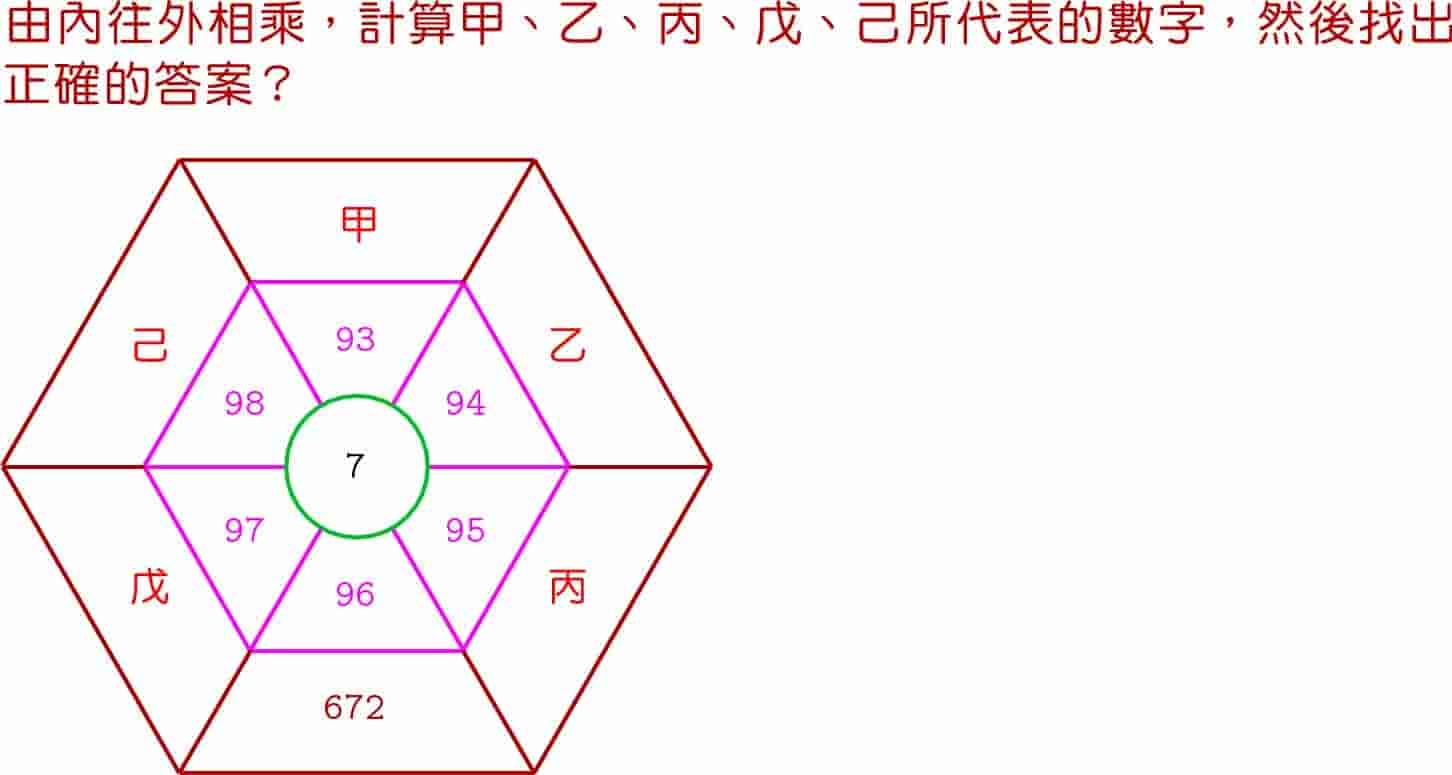 由內往外相乘，計算甲、乙、丙、戊、己所代表的數字，然後找出
正確的答案？
甲
己
93
乙
98
94
7
97
95
戊
96
丙
672